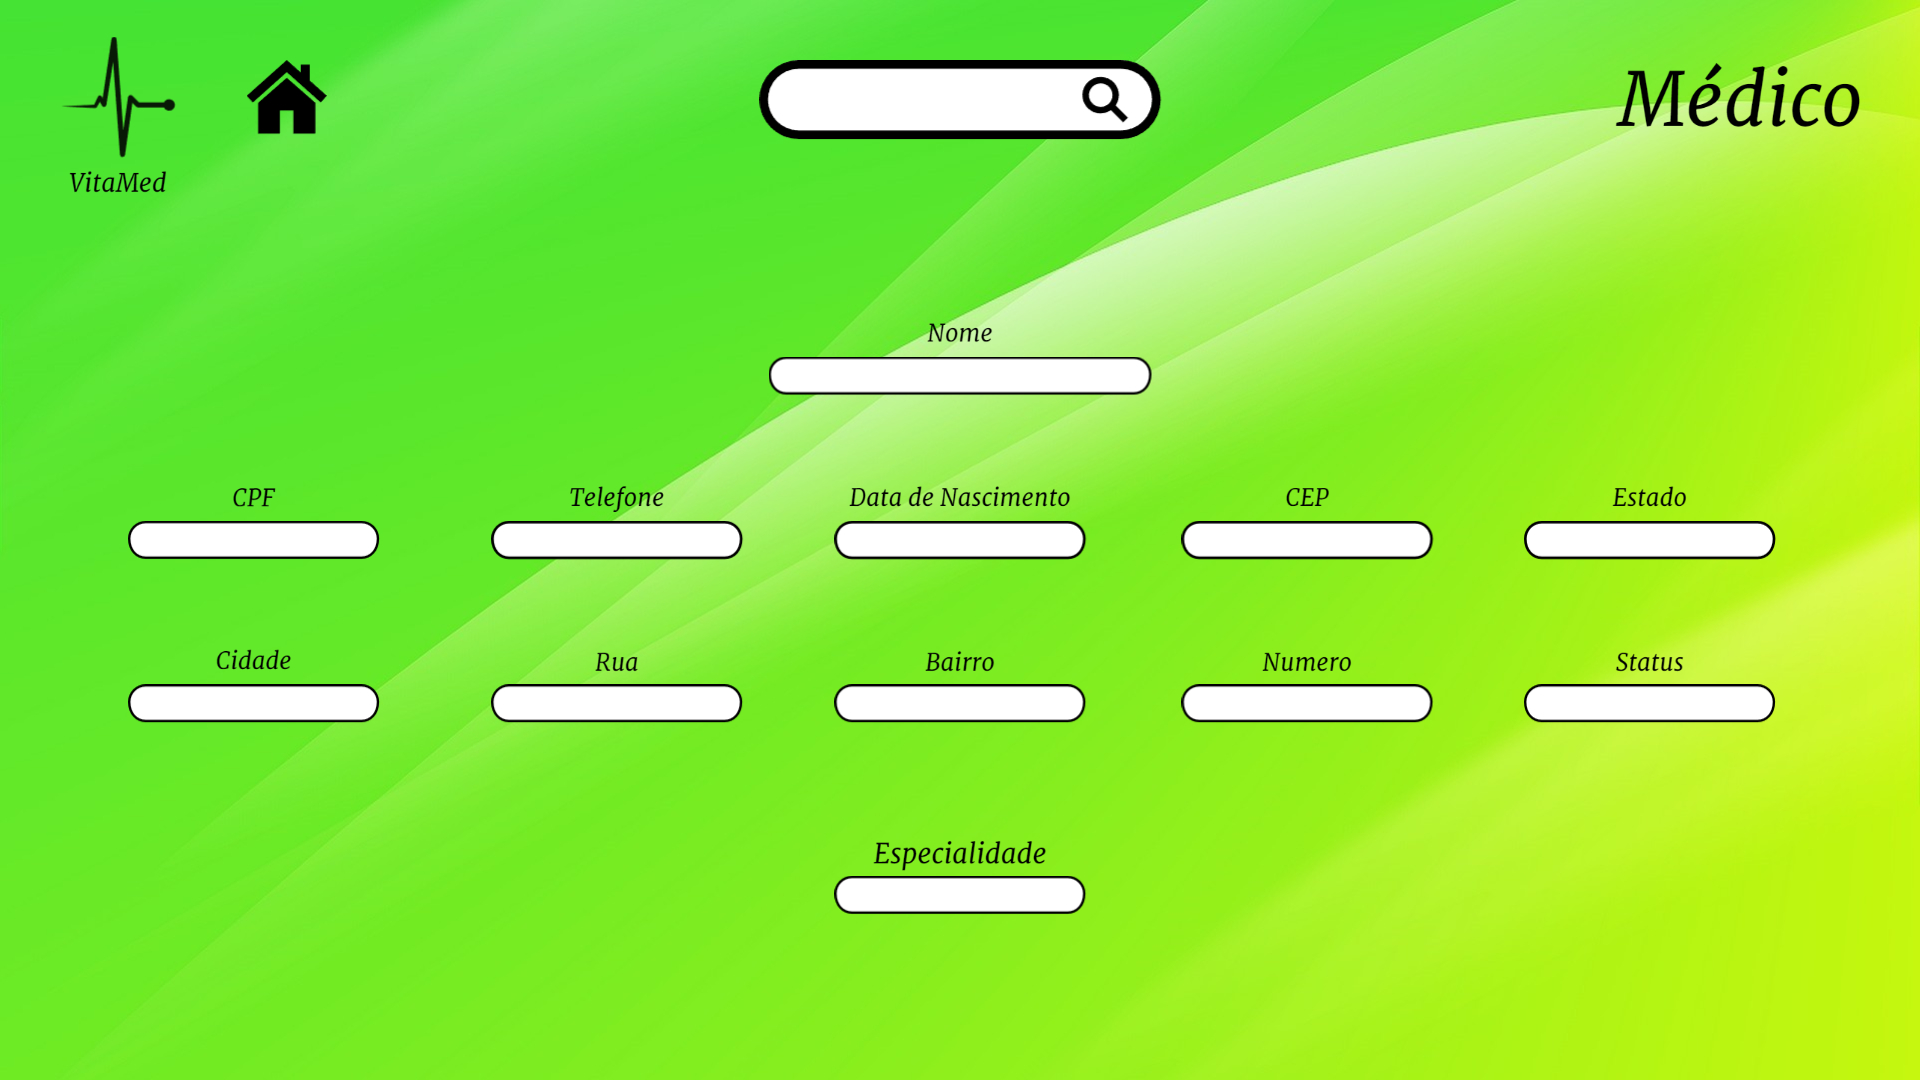 VitaMed
Médico
Nome
CPF
Telefone
Data de Nascimento
CEP
Estado
Cidade
Rua
Bairro
Numero
Status
Especialidade